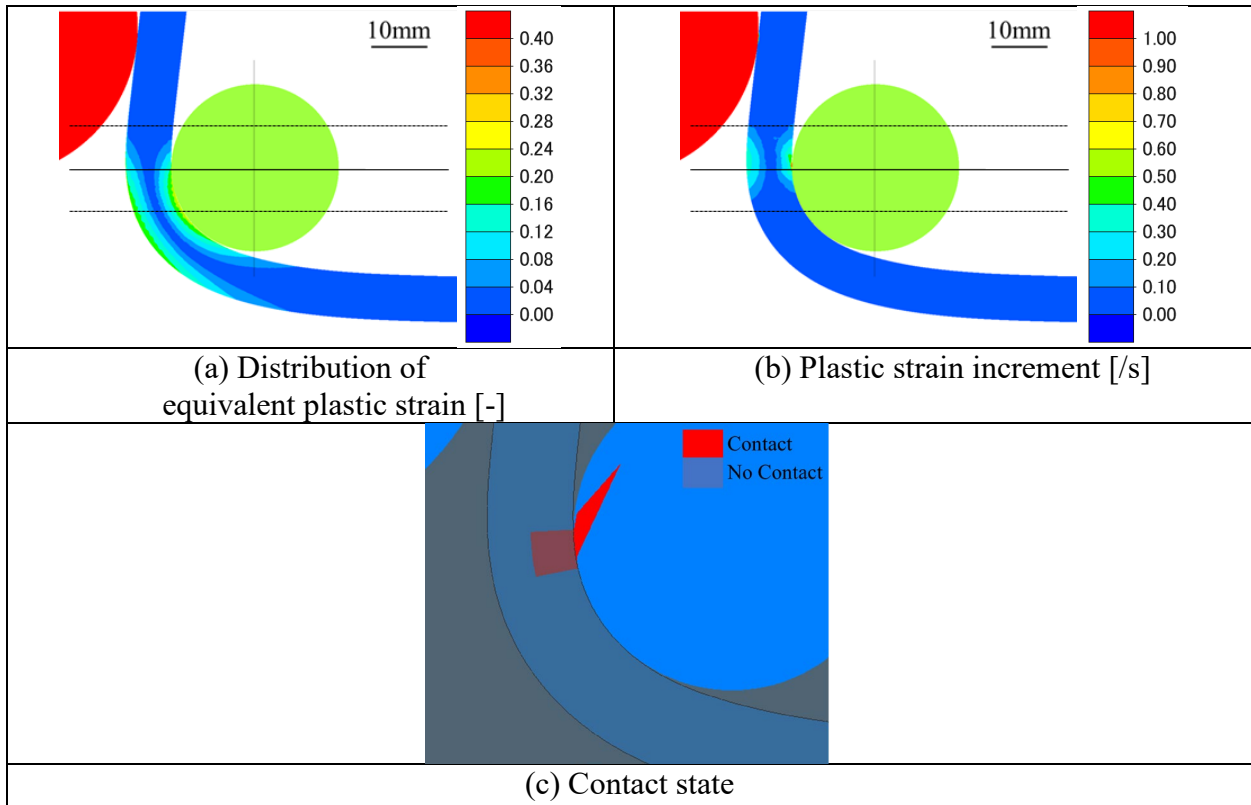 10mm
0.40
0.36
0.32
0.28
0.24
0.20
0.16
0.12
0.08
0.04
0.00
10mm
1.00
0.90
0.80
0.70
0.60
0.50
0.40
0.30
0.20
0.10
0.00
(a) Distribution of
equivalent plastic strain [-]
(b) Plastic strain increment [/s]
Contact
No Contact
(c) Contact state